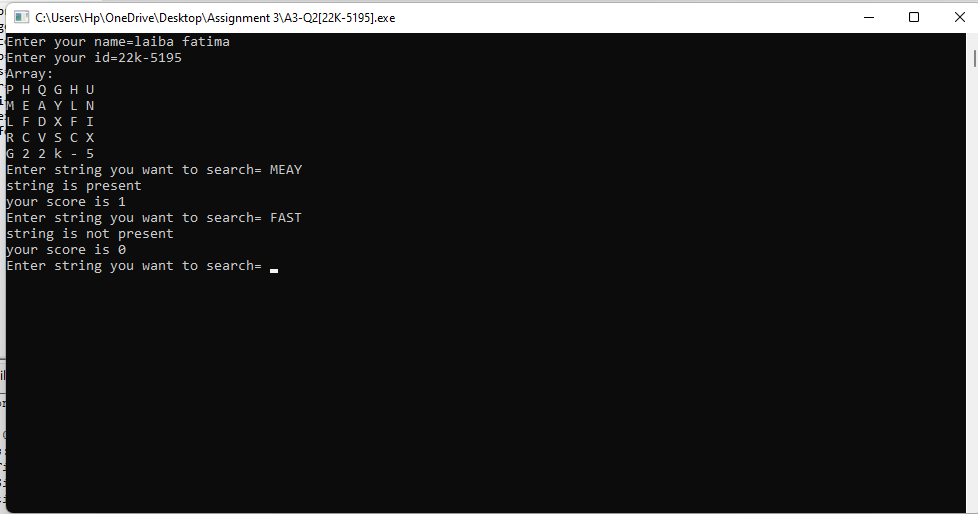 C:\Users\Hp\OneDrive\Desktop\Assignment 3\A3-Q2[22K-5195].exe
Enter your name=laiba fatima
Enter your id=22k-5195
Array:
P H Q G H U
M E A Y L N
L F D X F I
R C V S C X
G 2 2 k - 5
Enter string you want to search= MEAY
string is present
your score is 1
Enter string you want to search= FAST
string is not present
your score is 0
Enter string you want to search=